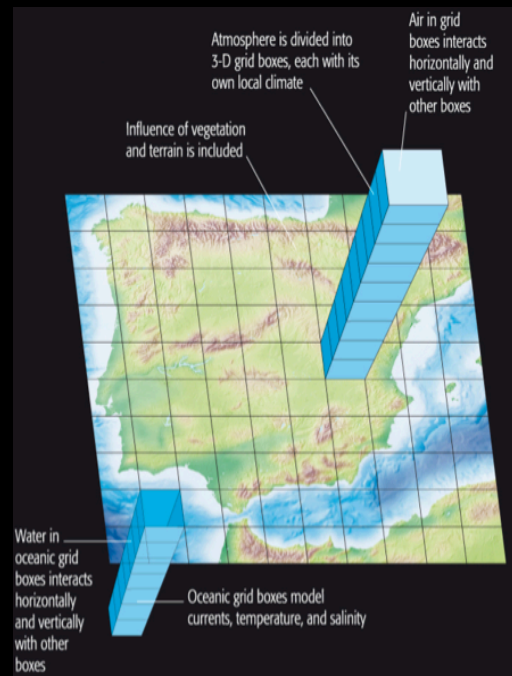 Air in grid
boxes interacts
horizontally and
vertically with
other boxes
Atmosphere is divided into
3-D grid boxes, each with its
own local climate
Influence of vegetation
and terrain is included
Water in
oceanic grid
boxes interacts
horizontally
and vertically
with other
boxes
Oceanic grid boxes model
currents, temperature, and salinity